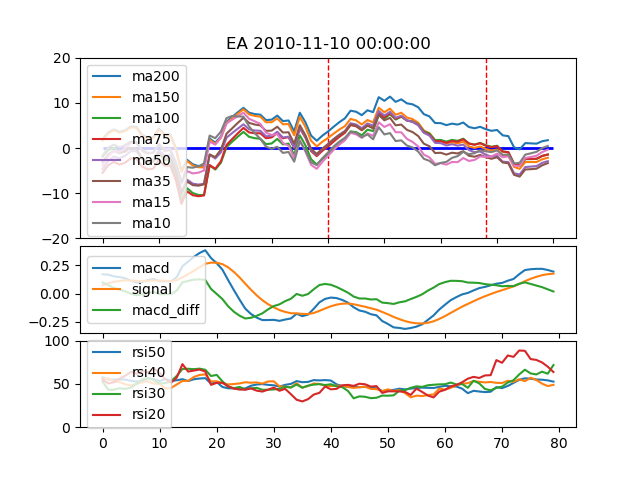 EA 2010-11-10 00:00:00
20
10
0
−10
−20
ma200
ma150
ma100
ma75
ma50
ma35
ma15
ma10
0.25
0.00
−0.25
macd
signal
macd_diff
100
50
0
rsi50
rsi40
rsi30
rsi20
0 10 20 30 40 50 60 70 80